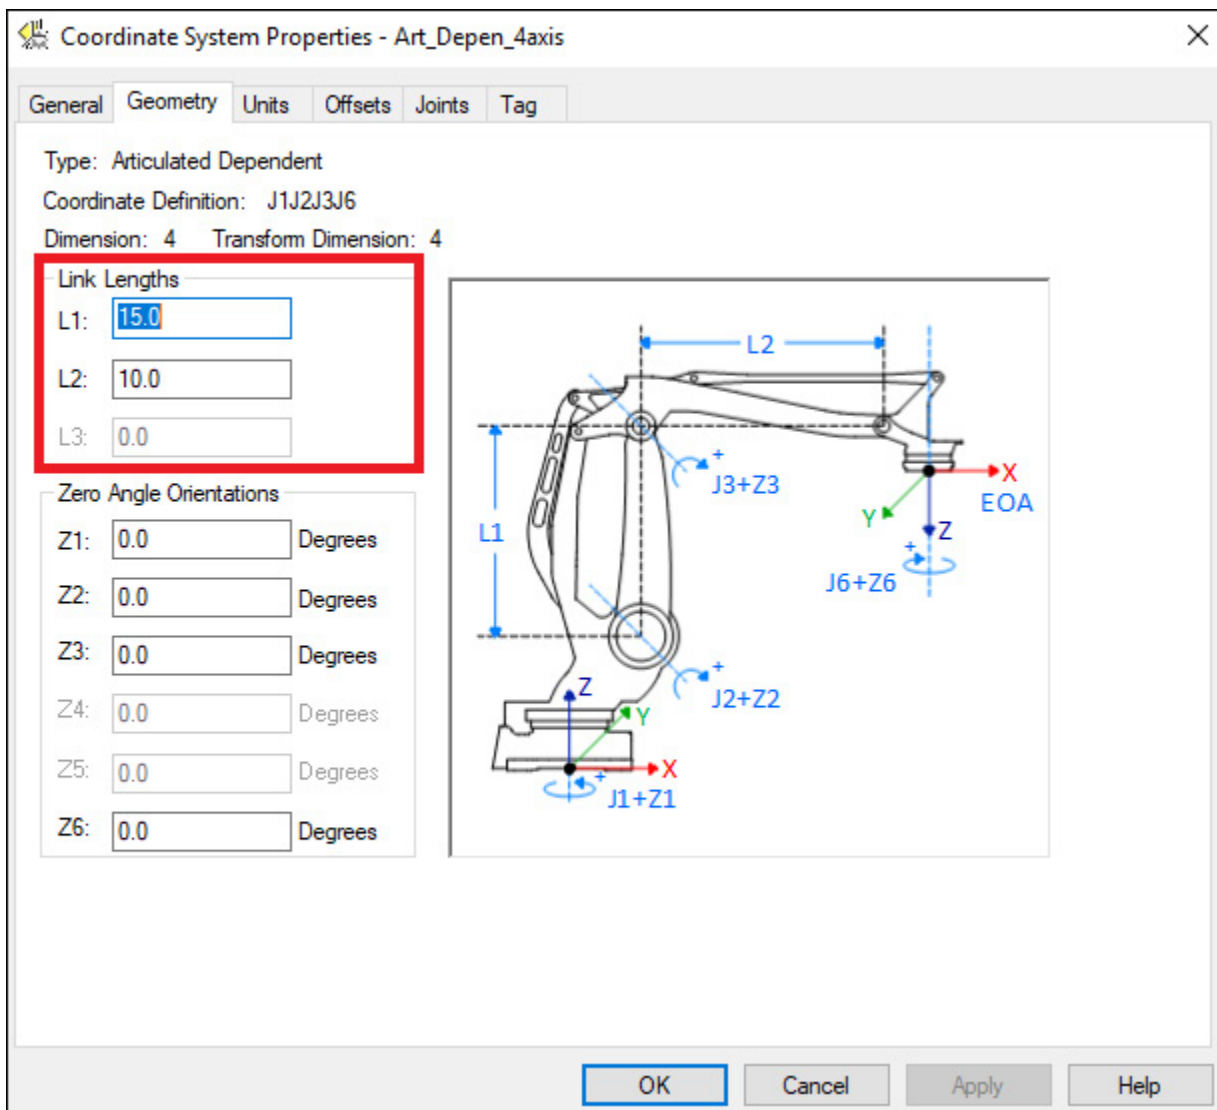 Coordinate System Properties - Art_Depen_4axis
General Geometry Units Offsets Joints Tag
Type: Articulated Dependent
Coordinate Definition: J1J2J3J6
Dimension: 4 Transform Dimension: 4
Link Lengths
L1: 15.0
L2: 10.0
L3: 0.0
Zero Angle Orientations
Z1: 0.0 Degrees
Z2: 0.0 Degrees
Z3: 0.0 Degrees
Z4: 0.0 Degrees
Z5: 0.0 Degrees
Z6: 0.0 Degrees
L2
+
J3+Z3
X
EOA
Y
Z
L1
+
J6+Z6
+
J2+Z2
Z
Y
X
+
J1+Z1
OK Cancel Apply Help